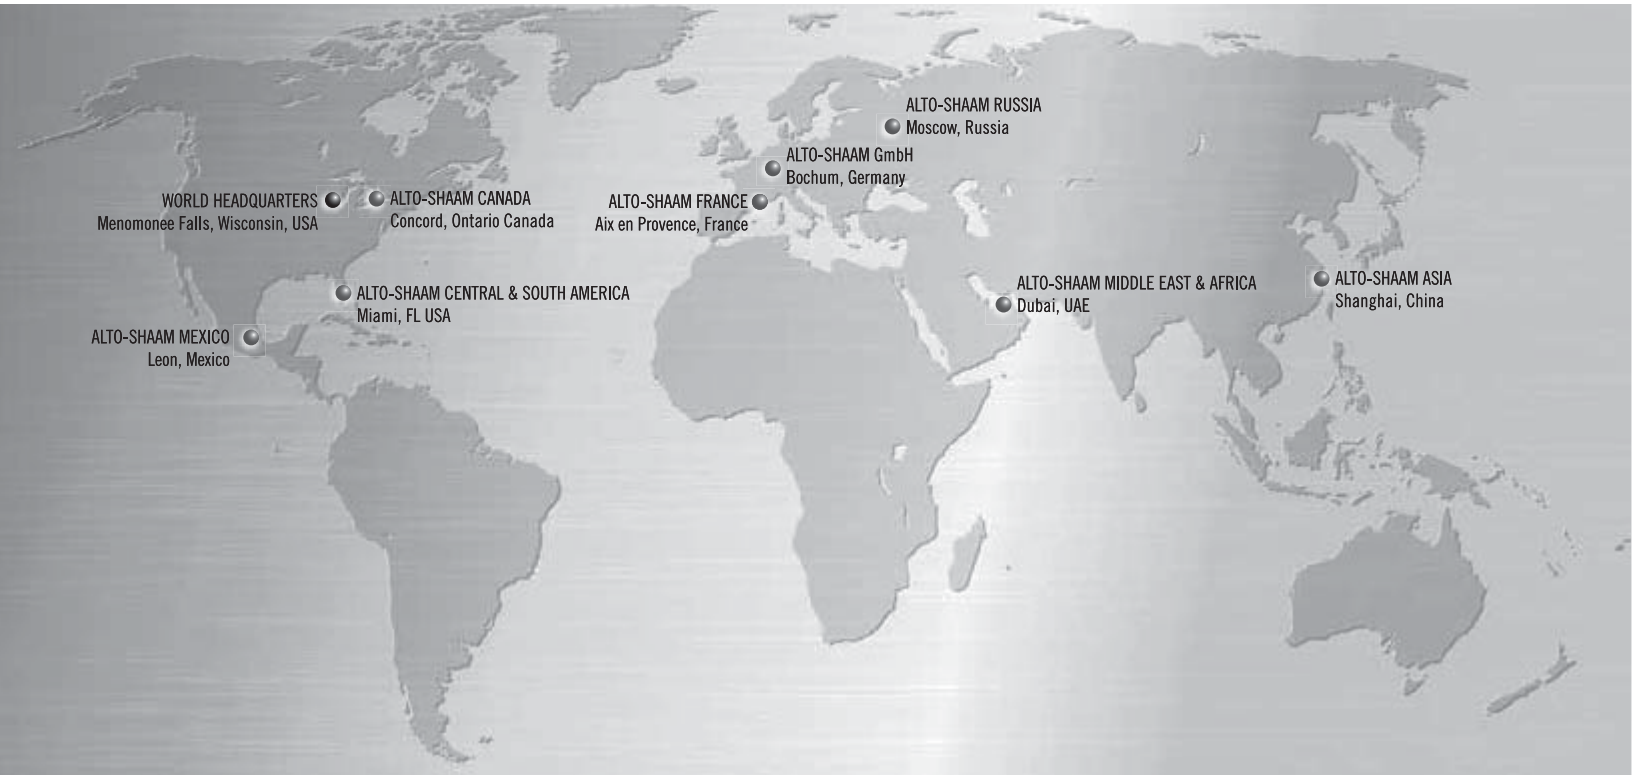 ALTO-SHAAM RUSSIA
Moscow, Russia
ALTO-SHAAM GmbH
Bochum, Germany
WORLD HEADQUARTERS
Menomonee Falls, Wisconsin, USA
ALTO-SHAAM CANADA
Concord, Ontario Canada
ALTO-SHAAM FRANCE
Aix en Provence, France
ALTO-SHAAM MIDDLE EAST & AFRICA
Dubai, UAE
ALTO-SHAAM ASIA
Shanghai, China
ALTO-SHAAM CENTRAL & SOUTH AMERICA
Miami, FL USA
ALTO-SHAAM MEXICO
Leon, Mexico